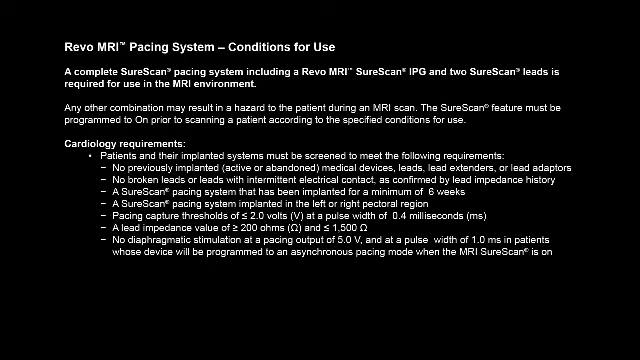 Revo MRI™ Pacing System – Conditions for Use
A complete SureScan® pacing system including a Revo MRI™ SureScan® IPG and two SureScan® leads is
required for use in the MRI environment.
Any other combination may result in a hazard to the patient during an MRI scan. The SureScan® feature must be
programmed to On prior to scanning a patient according to the specified conditions for use.
Cardiology requirements:
• Patients and their implanted systems must be screened to meet the following requirements:
− No previously implanted (active or abandoned) medical devices, leads, lead extenders, or lead adaptors
− No broken leads or leads with intermittent electrical contact, as confirmed by lead impedance history
− A SureScan® pacing system that has been implanted for a minimum of 6 weeks
− A SureScan® pacing system implanted in the left or right pectoral region
− Pacing capture thresholds of ≤ 2.0 volts (V) at a pulse width of 0.4 milliseconds (ms)
− A lead impedance value of ≥ 200 ohms (Ω) and ≤ 1,500 Ω
− No diaphragmatic stimulation at a pacing output of 5.0 V, and at a pulse width of 1.0 ms in patients
whose device will be programmed to an asynchronous pacing mode when the MRI SureScan® is on